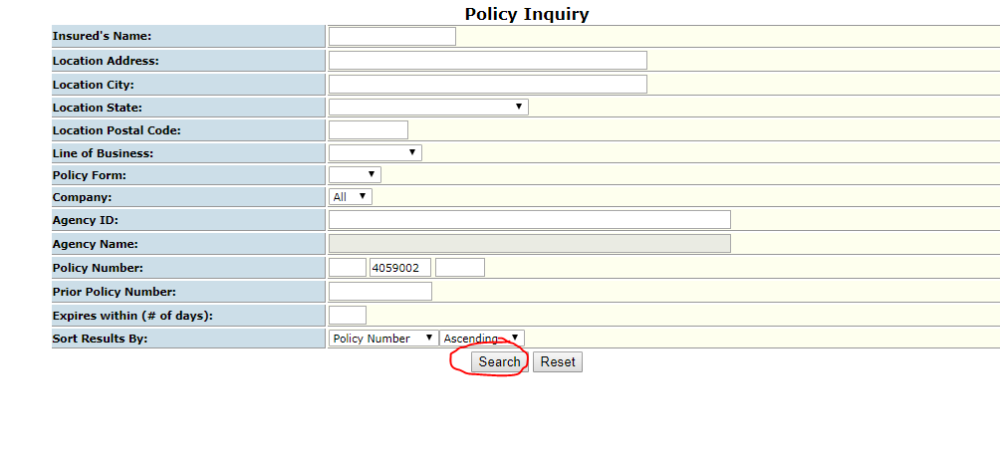 Policy Inquiry
Insured's Name:
Location Address:
Location City:
Location State:
Location Postal Code:
Line of Business:
Policy Form:
Company: All
Agency ID:
Agency Name:
Policy Number: 4059002
Prior Policy Number:
Expires within (# of days):
Sort Results By: Policy Number Ascending
Search Reset